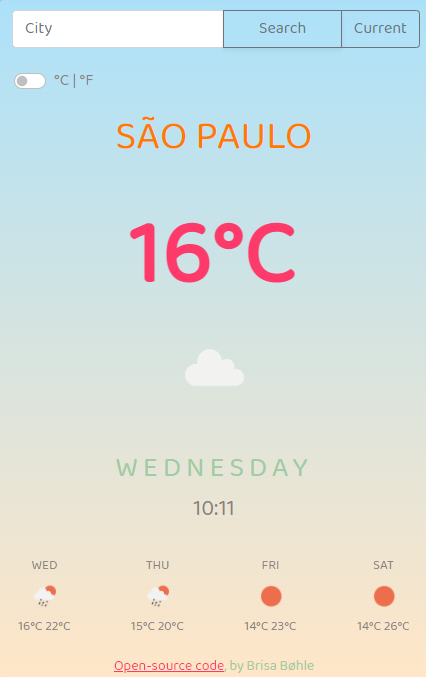 City Search Current
°C | °F
SÃO PAULO
16°C
WEDNESDAY
10:11
WED THU FRI SAT
16°C 22°C 15°C 20°C 14°C 23°C 14°C 26°C
Open-source code, by Brisa Bøhle